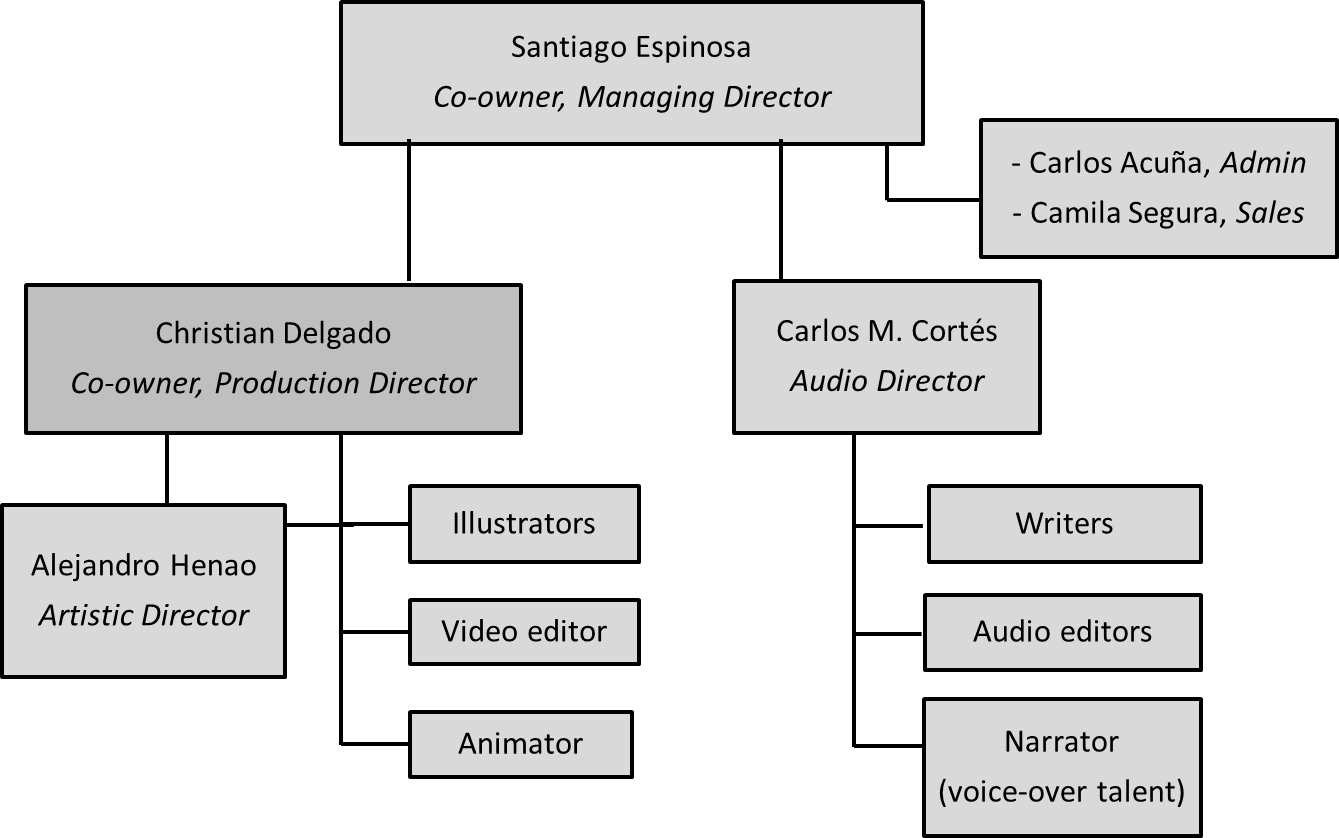 Santiago Espinosa
Co-owner, Managing Director
- Carlos Acuña, Admin
- Camila Segura, Sales
Christian Delgado
Co-owner, Production Director
Carlos M. Cortés
Audio Director
Alejandro Henao
Artistic Director
Illustrators
Video editor
Animator
Writers
Audio editors
Narrator
(voice-over talent)